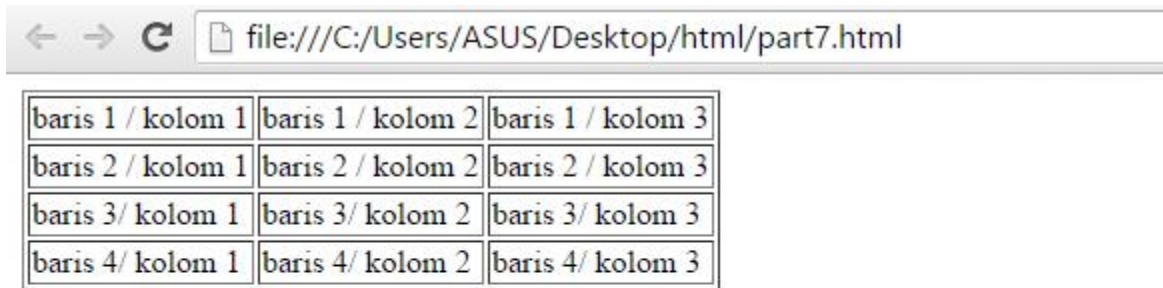 file:///C:/Users/ASUS/Desktop/html/part7.html
baris 1 / kolom 1 baris 1 / kolom 2 baris 1 / kolom 3
baris 2 / kolom 1 baris 2 / kolom 2 baris 2 / kolom 3
baris 3/ kolom 1 baris 3/ kolom 2 baris 3/ kolom 3
baris 4/ kolom 1 baris 4/ kolom 2 baris 4/ kolom 3